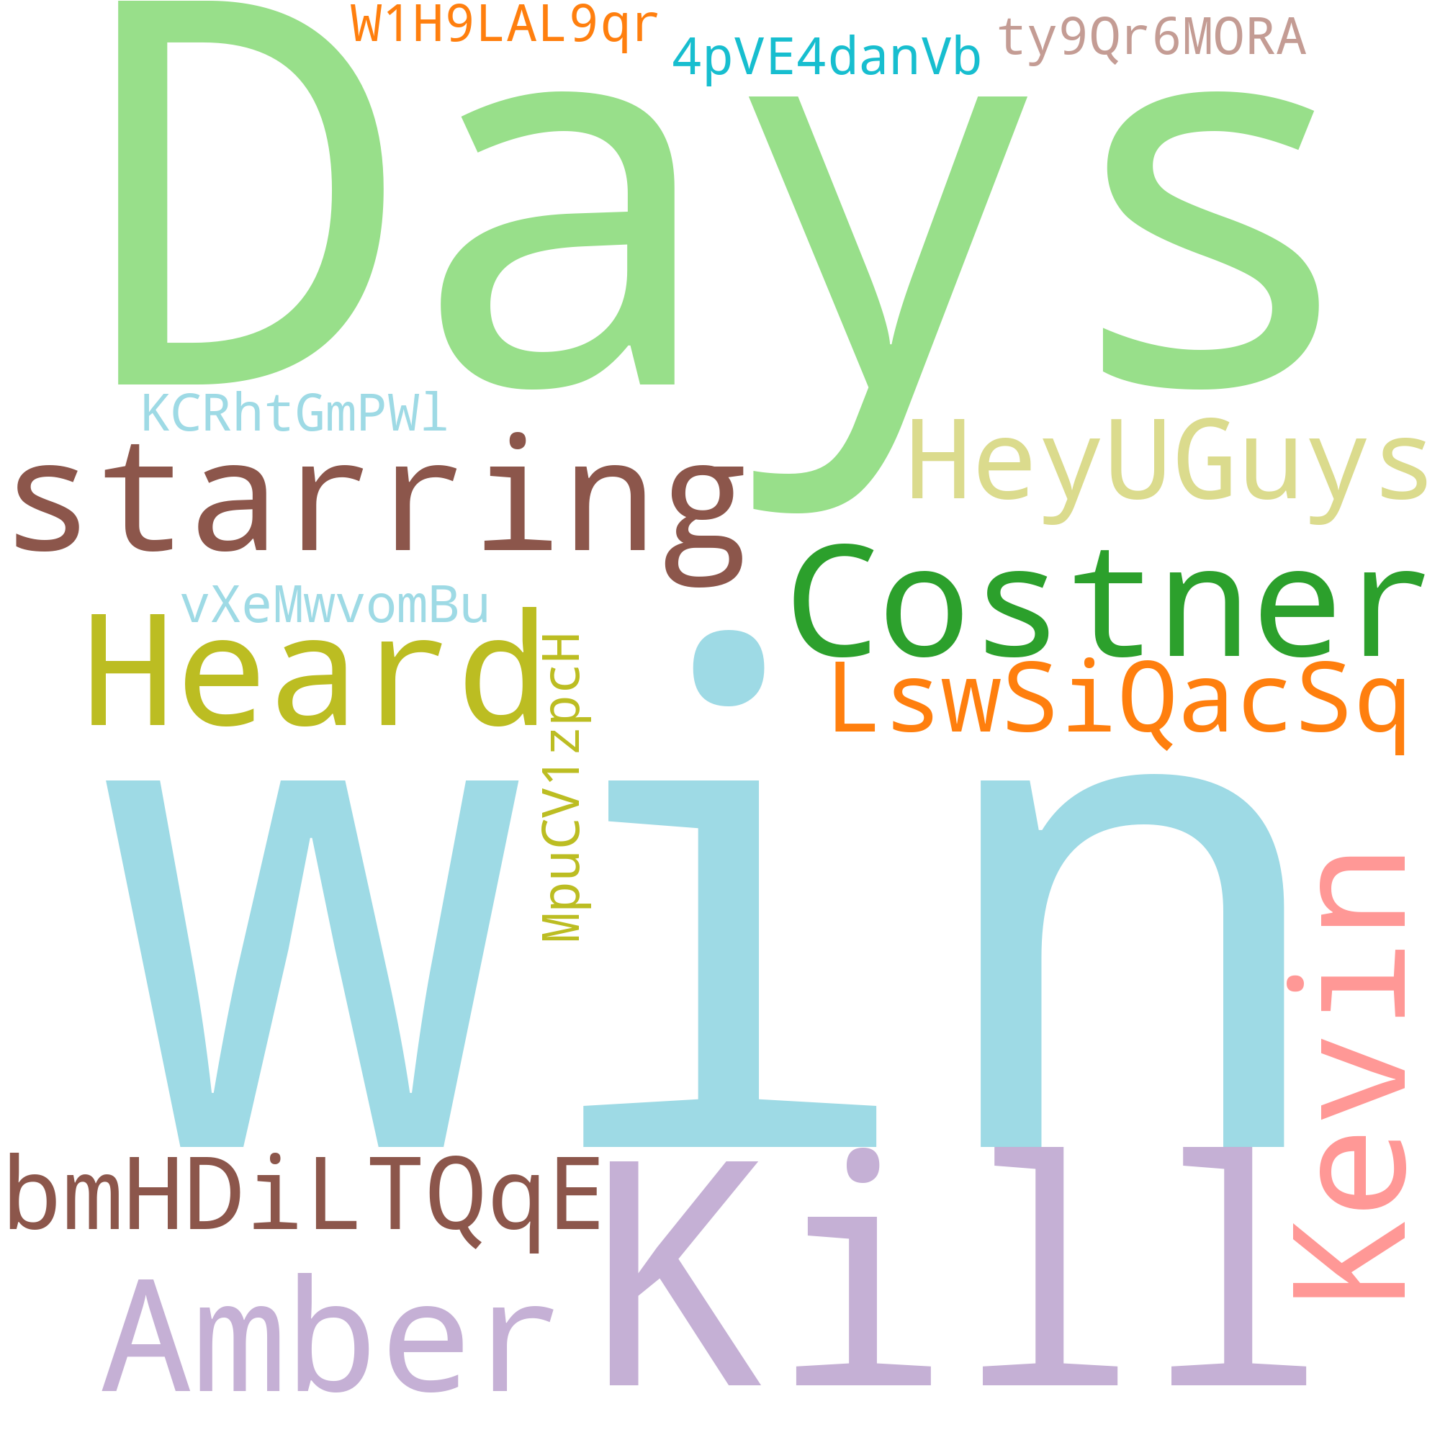 W1H9LAL9qr
4pVE4danVb
ty9Qr6MORA
Days
KCRhtGmPWl
HeyUGuys
starring
Costner
vXeMwvomBu
Heard
MpuCV1zpcH
LswSiQacSq
win
Kevin
bmHDiLTQqE
Kill
Amber